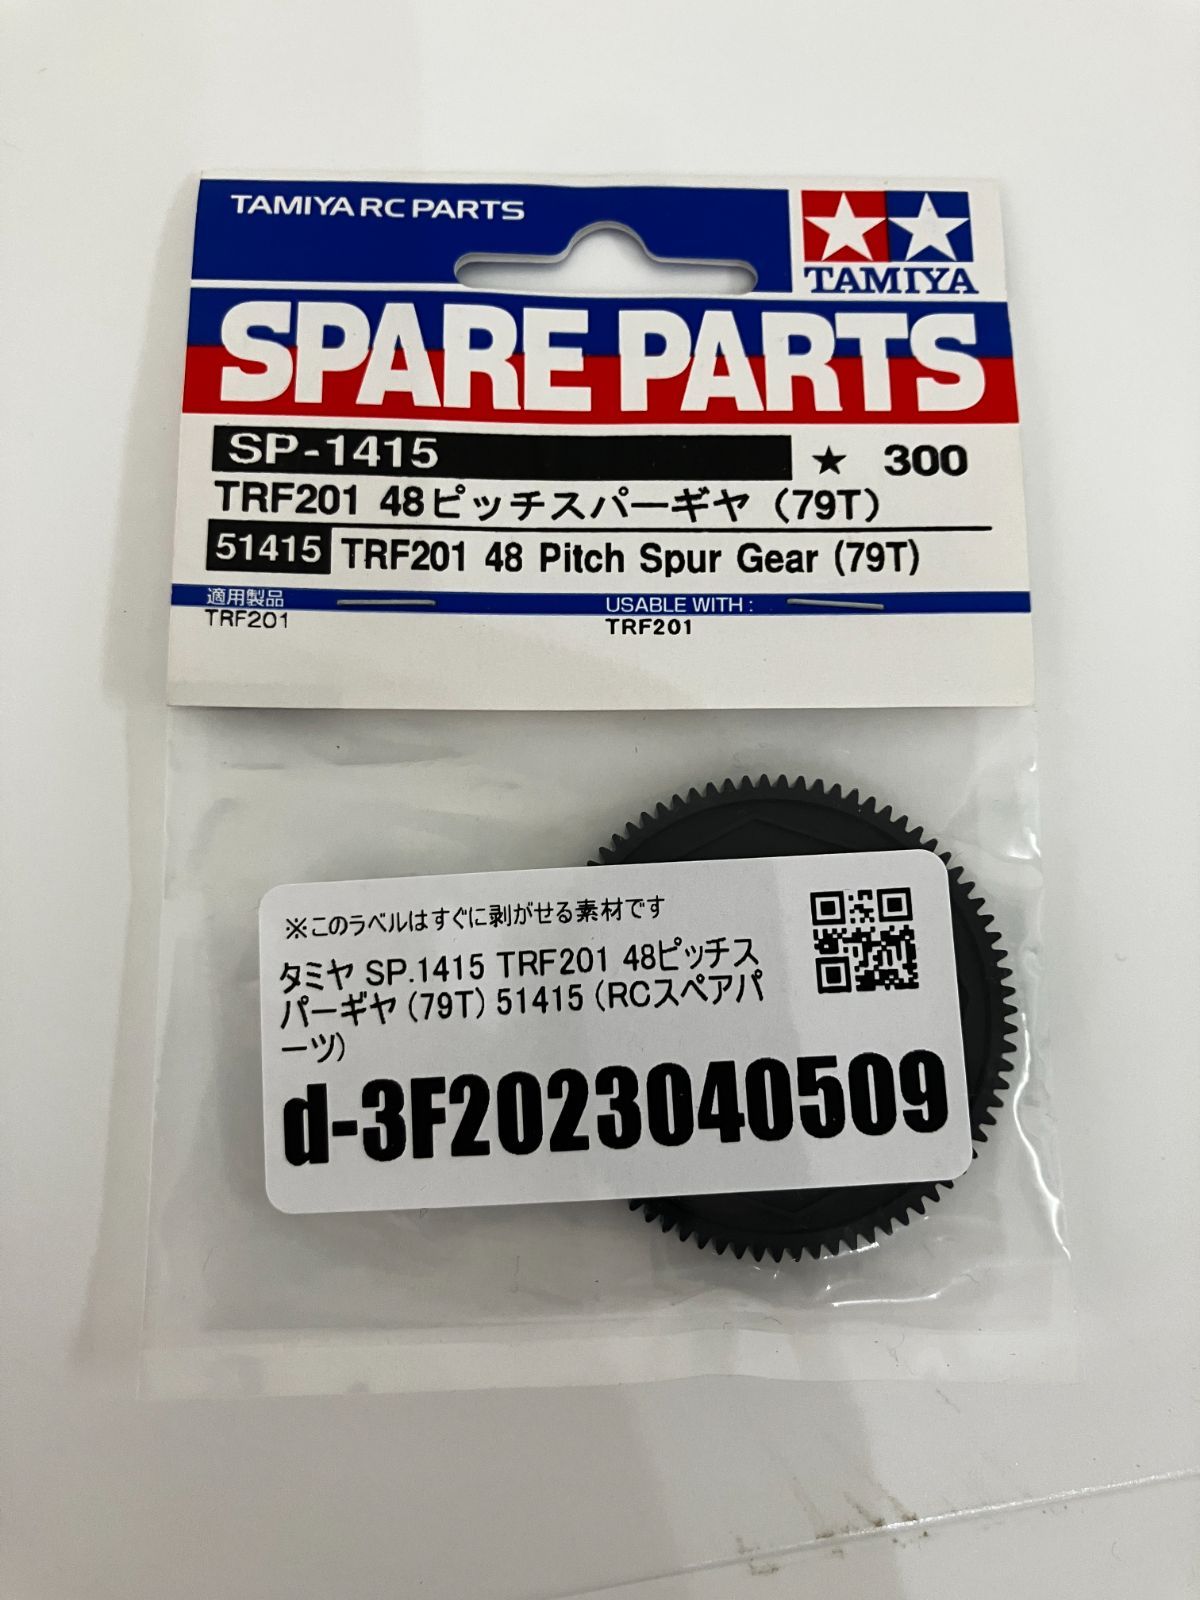 TAMIYA RC PARTS
TAMIYA
SPARE PARTS
SP-1415
★ 300
TRF201 48ピッチスパーギヤ (79T)
51415 TRF201 48 Pitch Spur Gear (79T)
適用製品
TRF201
USABLE WITH :
TRF201
※このラベルはすぐに剥がせる素材です
タミヤ SP.1415 TRF201 48ピッチス
パーギヤ (79T) 51415 (RCスペアパ
ーツ)
d-3F2023040509